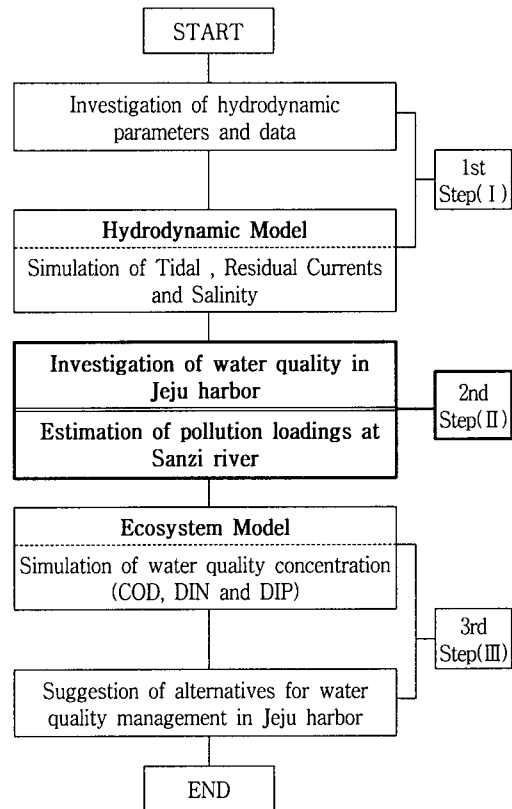 START
Investigation of hydrodynamic
parameters and data
1st
Step(Ⅰ)
Hydrodynamic Model
Simulation of Tidal , Residual Currents
and Salinity
Investigation of water quality in
Jeju harbor
2nd
Step(Ⅱ)
Estimation of pollution loadings at
Sanzi river
Ecosystem Model
Simulation of water quality concentration
(COD, DIN and DIP)
3rd
Step(Ⅲ)
Suggestion of alternatives for water
quality management in Jeju harbor
END